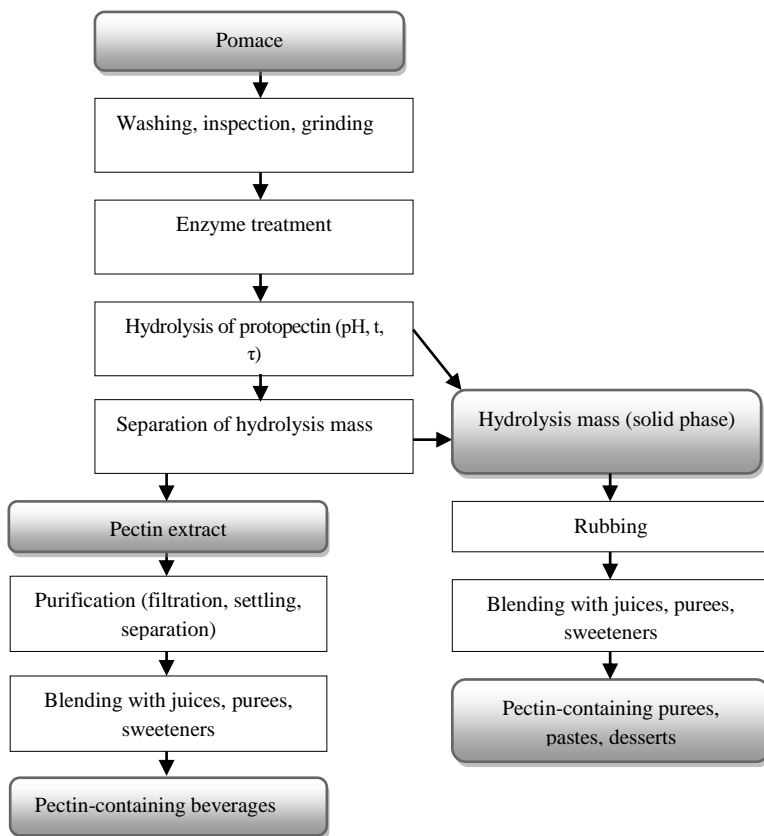 Pomace
Washing, inspection, grinding
Enzyme treatment
Hydrolysis of protopectin (pH, t,
τ)
Separation of hydrolysis mass
Hydrolysis mass (solid phase)
Pectin extract
Rubbing
Purification (filtration, settling,
separation)
Blending with juices, purees,
sweeteners
Blending with juices, purees,
sweeteners
Pectin-containing purees,
pastes, desserts
Pectin-containing beverages